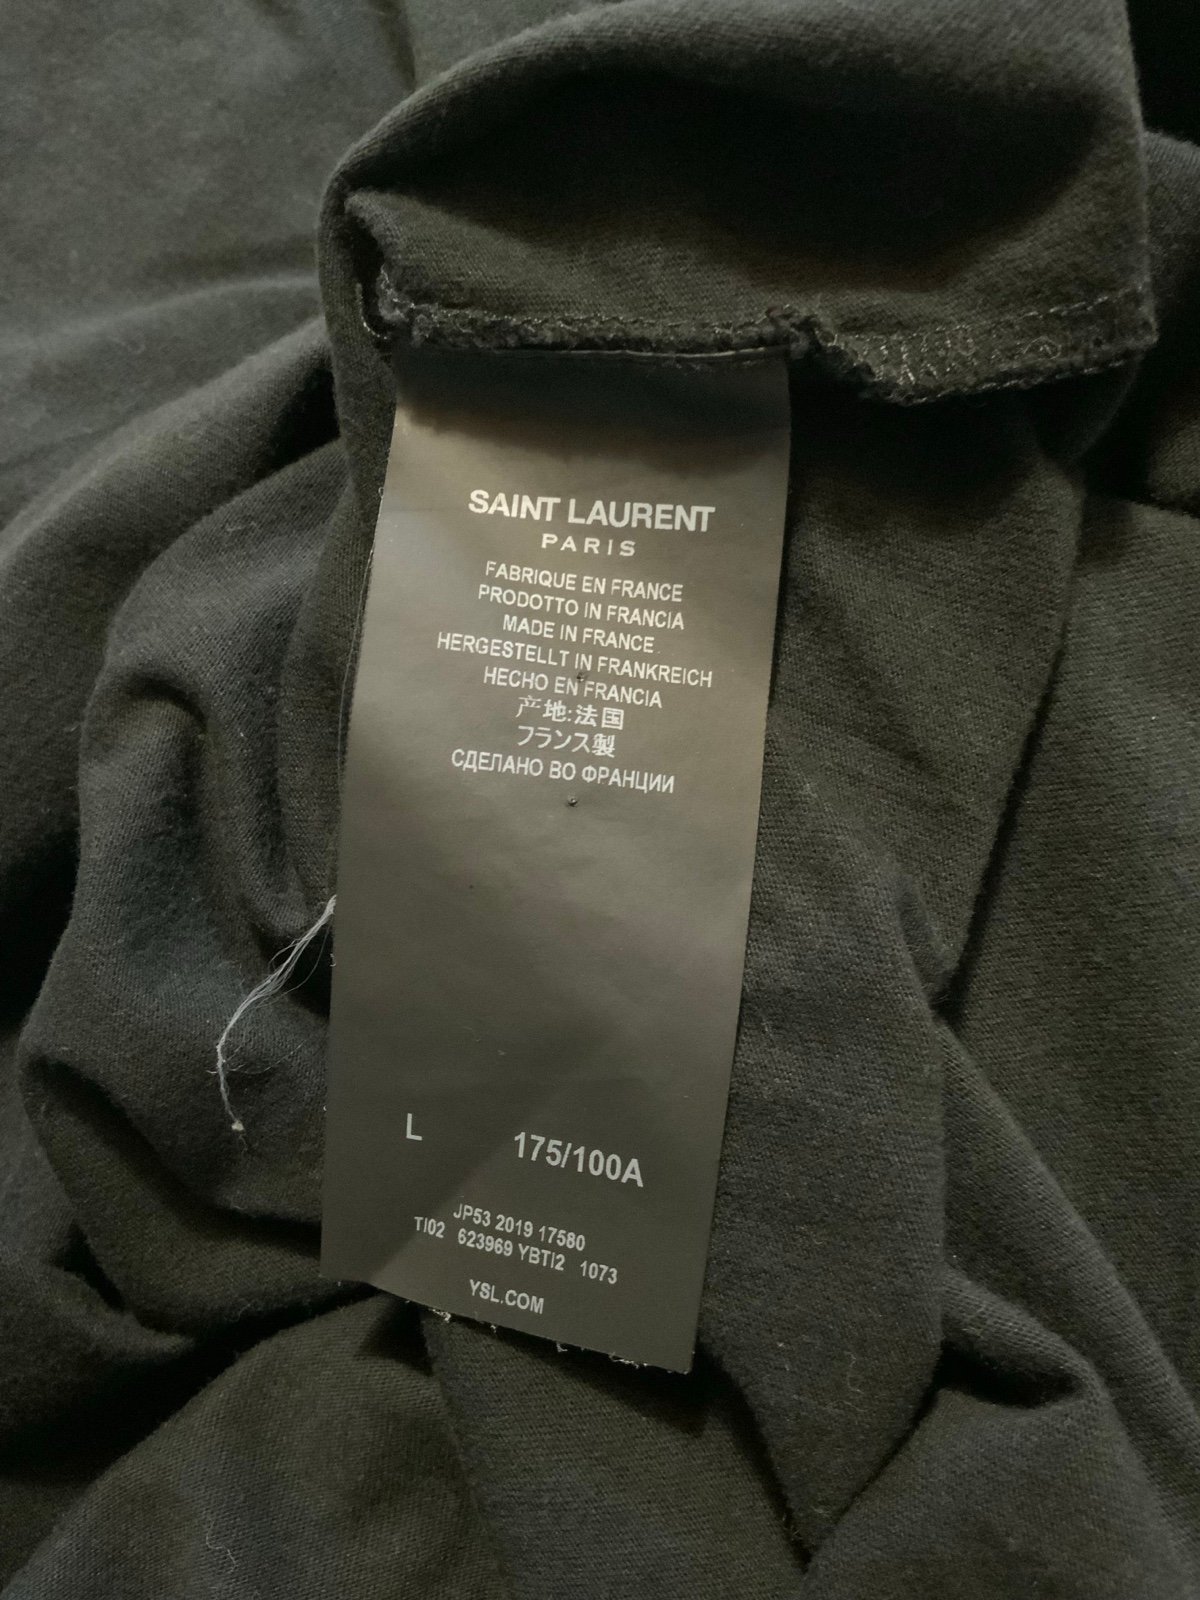 SAINT LAURENT
PARIS
FABRIQUE EN FRANCE
PRODOTTO IN FRANCIA
MADE IN FRANCE
HERGESTELLT IN FRANKREICH
HECHO EN FRANCIA
产地:法国
フランス製
СДЕЛАНО ВО ФРАНЦИИ
L 175/100A
JP53 2019 17580
TI02 623969 YBTI2 1073
YSL.COM